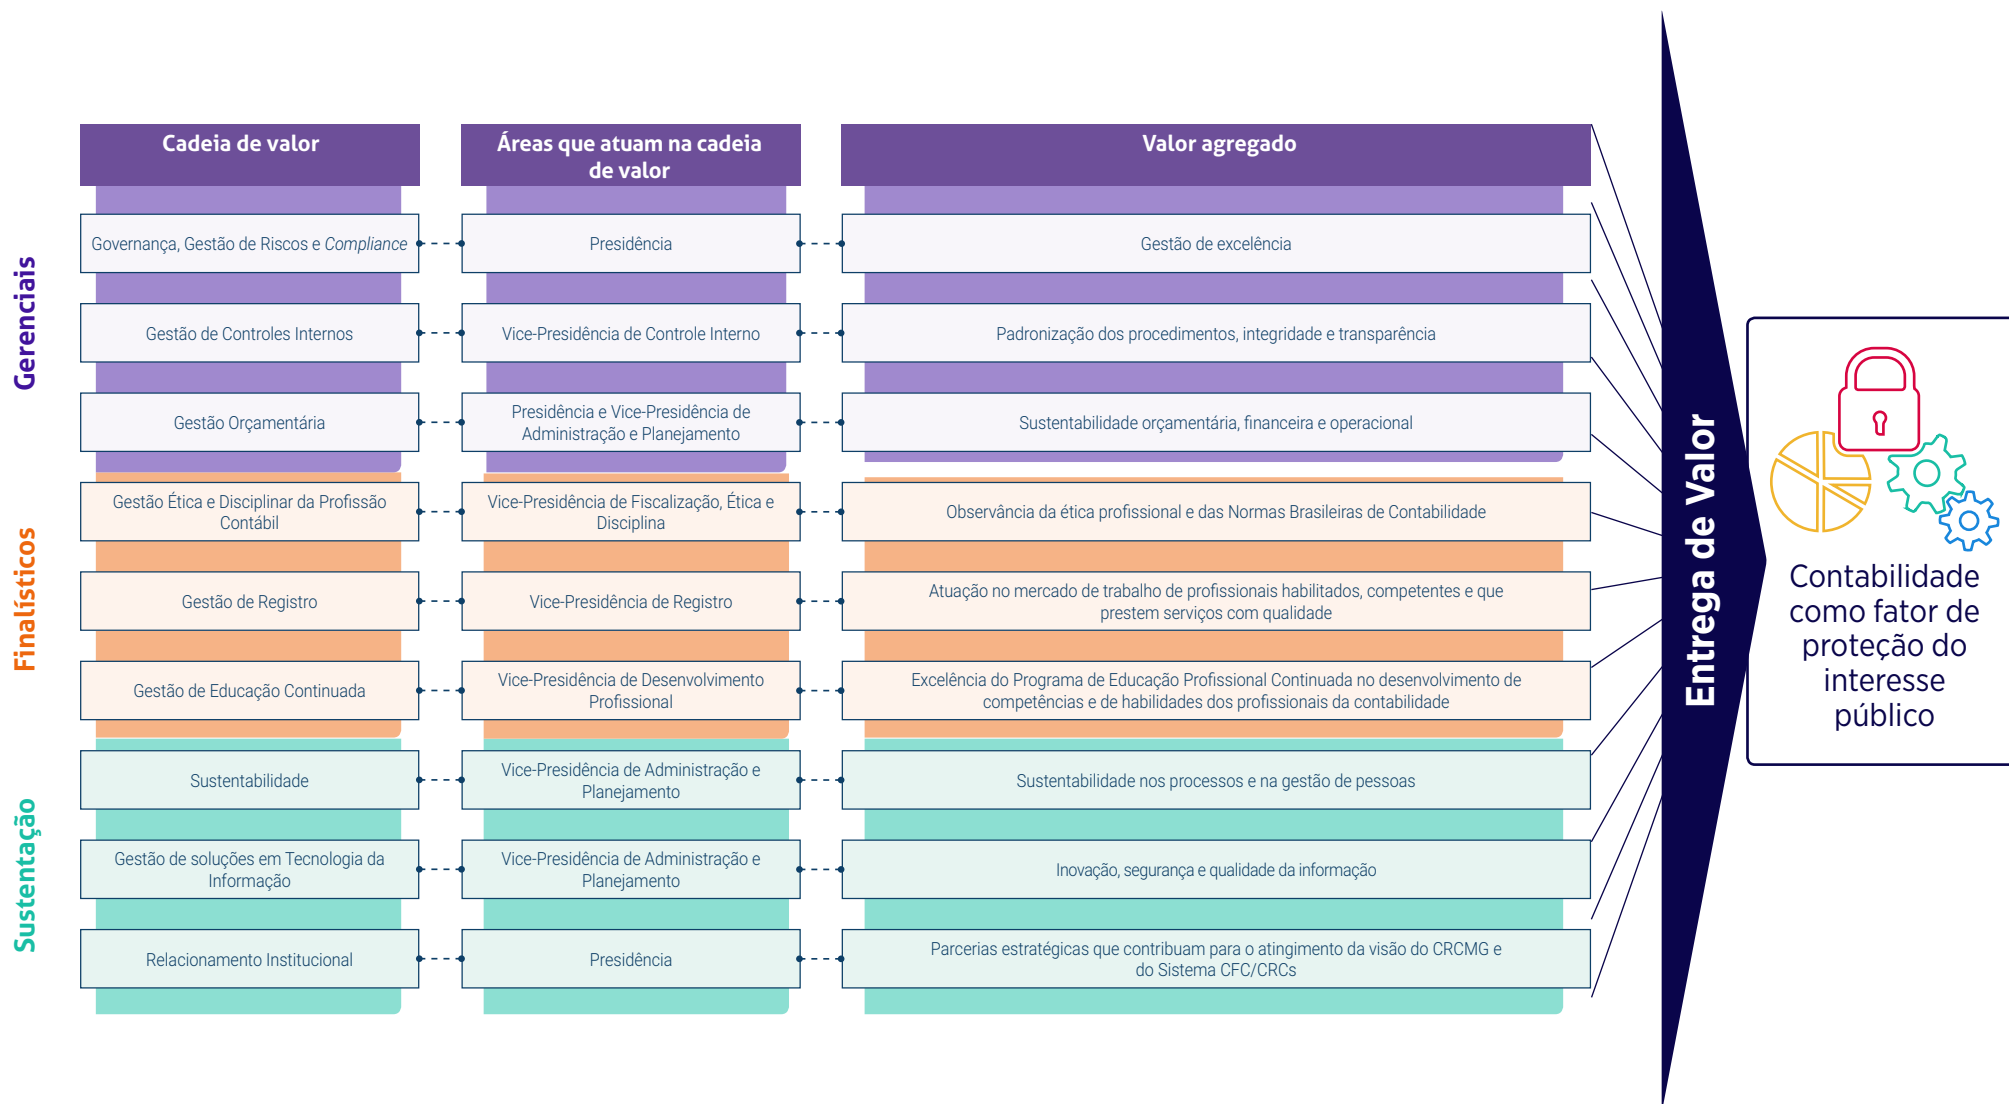 Cadeia de valor
Áreas que atuam na cadeia
de valor
Valor agregado
Gerenciais
Governança, Gestão de Riscos e Compliance
Presidência
Gestão de excelência
Gestão de Controles Internos
Vice-Presidência de Controle Interno
Padronização dos procedimentos, integridade e transparência
Gestão Orçamentária
Presidência e Vice-Presidência de
Administração e Planejamento
Sustentabilidade orçamentária, financeira e operacional
Finalísticos
Gestão Ética e Disciplinar da Profissão
Contábil
Vice-Presidência de Fiscalização, Ética e
Disciplina
Observância da ética profissional e das Normas Brasileiras de Contabilidade
Gestão de Registro
Vice-Presidência de Registro
Atuação no mercado de trabalho de profissionais habilitados, competentes e que
prestem serviços com qualidade
Gestão de Educação Continuada
Vice-Presidência de Desenvolvimento
Profissional
Excelência do Programa de Educação Profissional Continuada no desenvolvimento de
competências e de habilidades dos profissionais da contabilidade
Sustentação
Sustentabilidade
Vice-Presidência de Administração e
Planejamento
Sustentabilidade nos processos e na gestão de pessoas
Gestão de soluções em Tecnologia da
Informação
Vice-Presidência de Administração e
Planejamento
Inovação, segurança e qualidade da informação
Relacionamento Institucional
Presidência
Parcerias estratégicas que contribuam para o atingimento da visão do CRCMG e
do Sistema CFC/CRCs
Entrega de Valor
Contabilidade
como fator de
proteção do
interesse
público